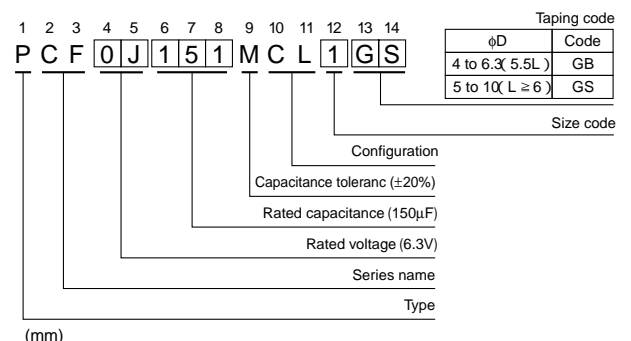 Taping code
1 2 3 4 5 6 7 8 9 10 11 12 13 14
P C F 0 J 1 5 1 M C L 1 G S
ϕD Code
4 to 6.3( 5.5L ) GB
5 to 10( L ≧ 6 ) GS
Size code
Configuration
Capacitance toleranc (±20%)
Rated capacitance (150µF)
Rated voltage (6.3V)
Series name
Type
(mm)